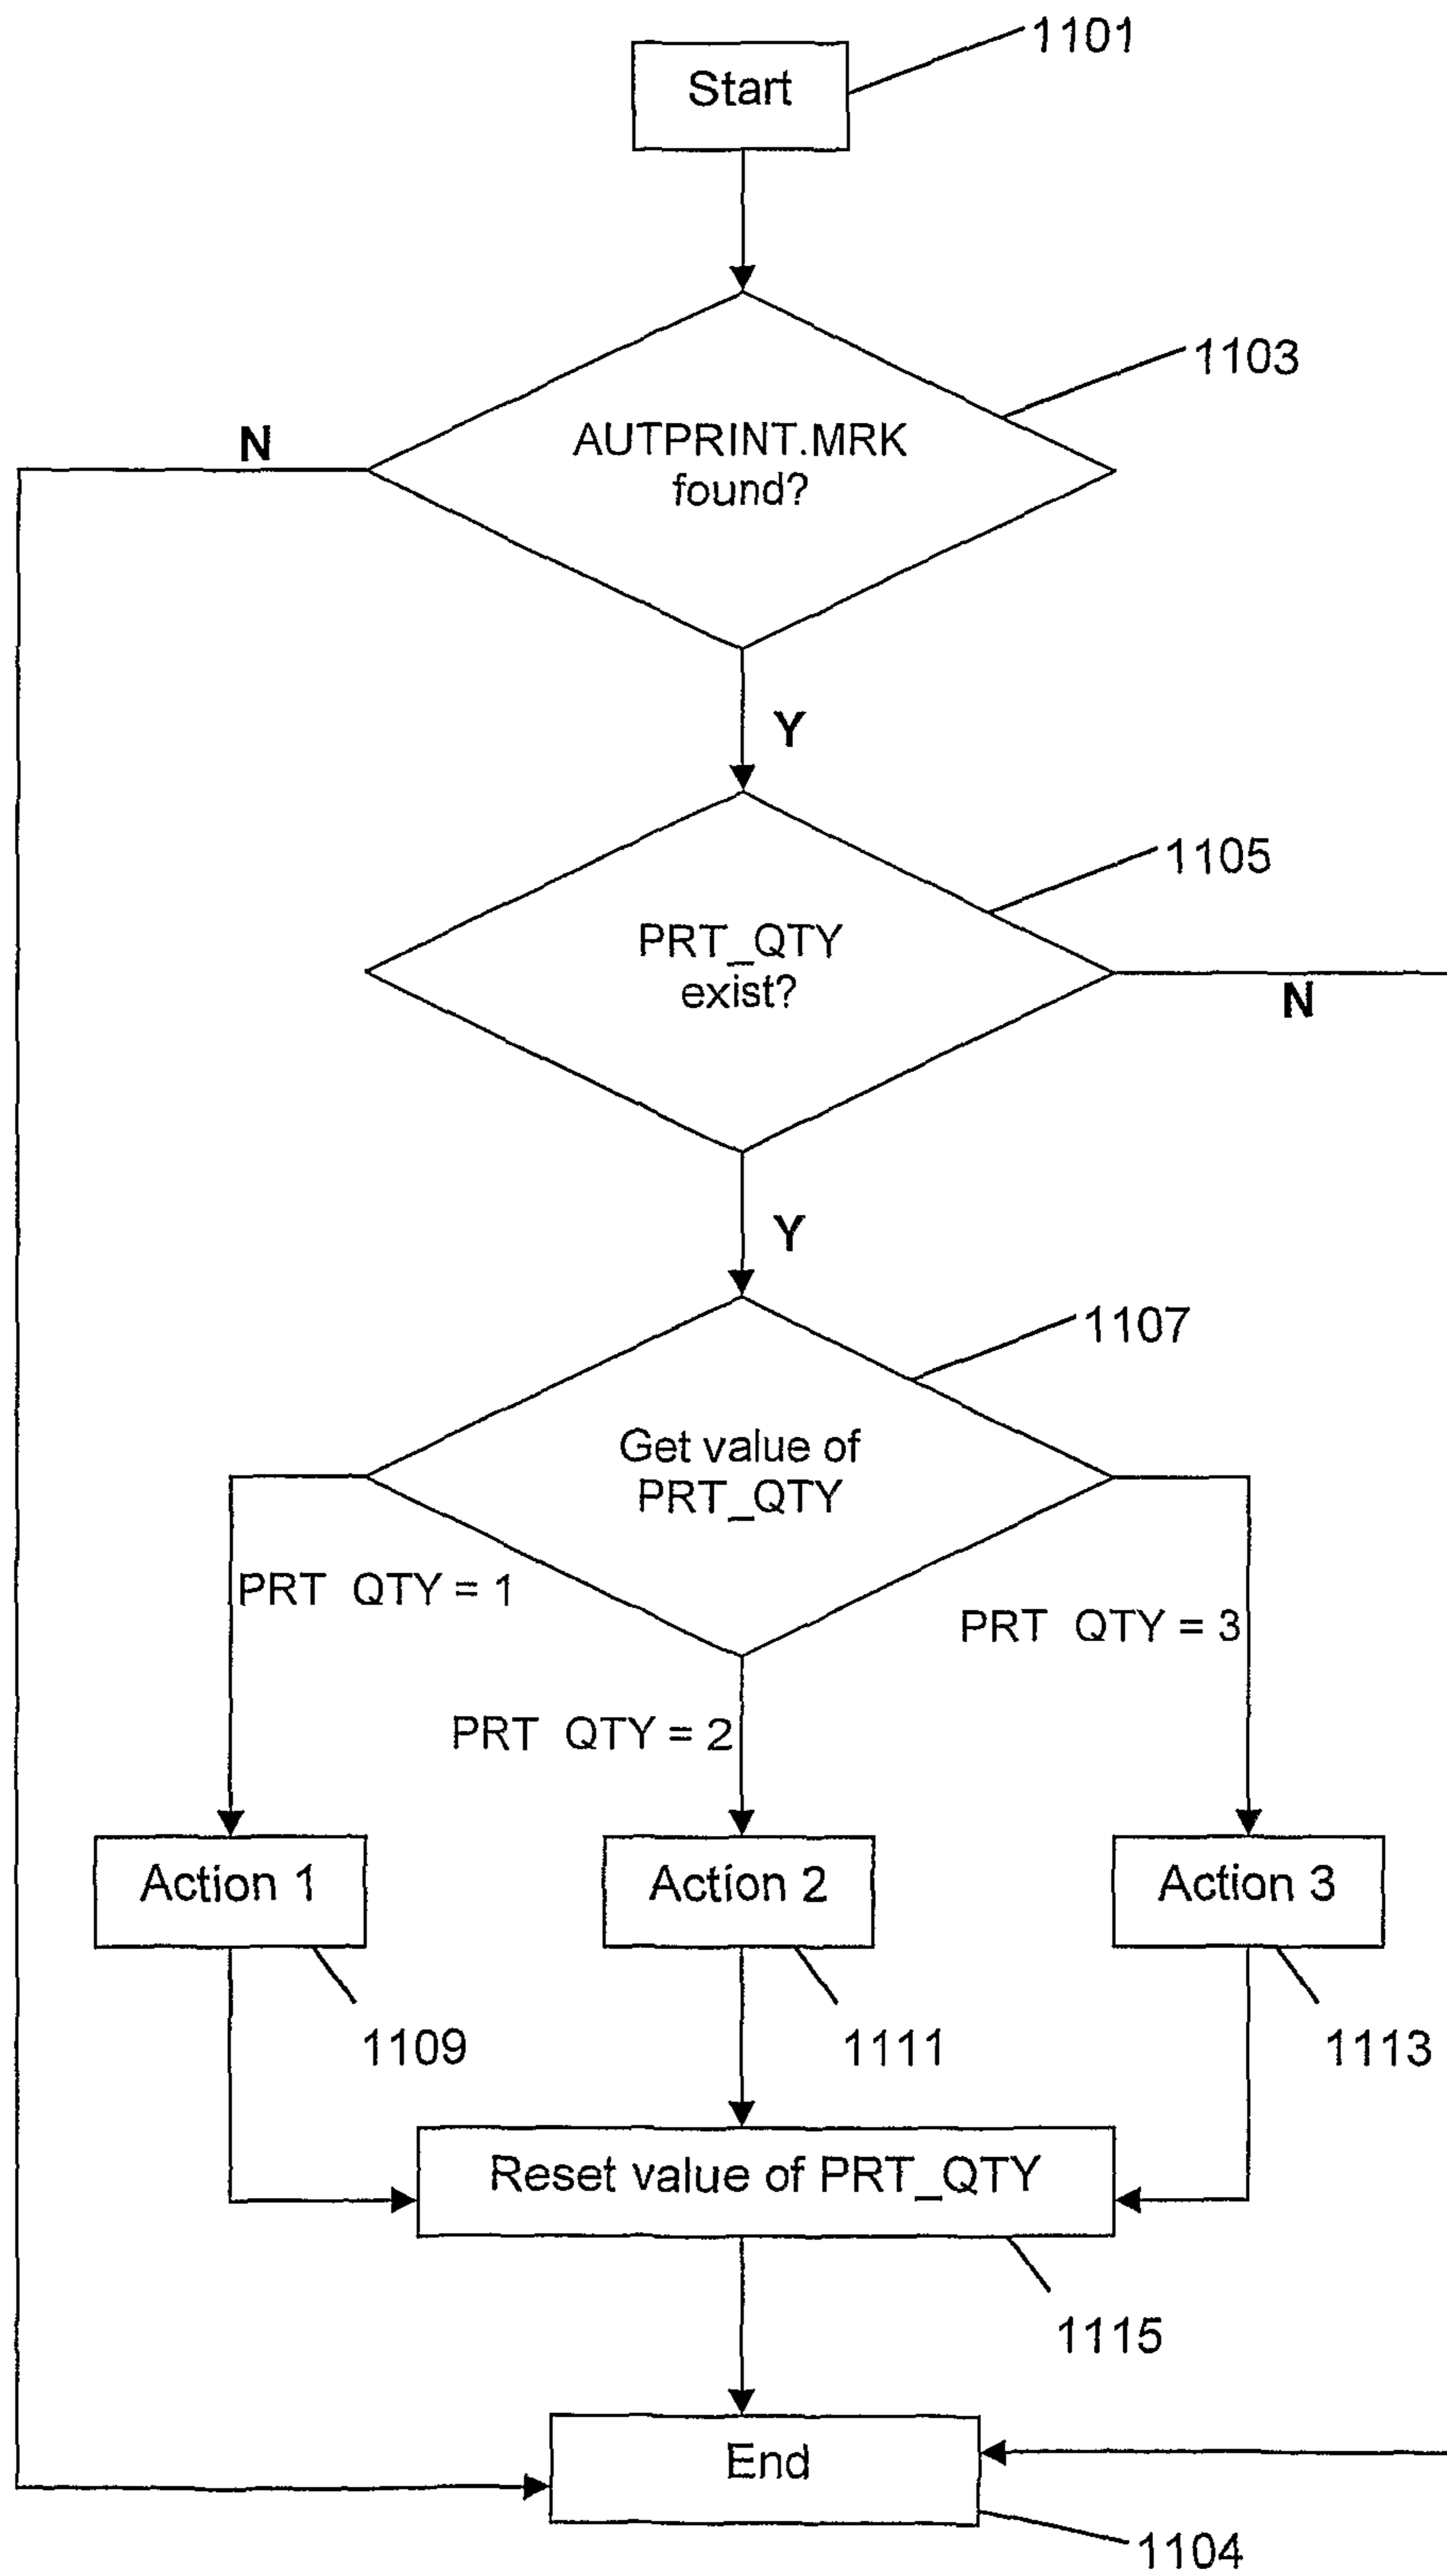 1101
Start
1103
N
AUTPRINT.MRK
found?
Y
1105
PRT_QTY
exist?
N
Y
1107
Get value of
PRT_QTY
PRT QTY = 1
PRT QTY = 3
PRT QTY = 2
Action 1
Action 2
Action 3
1109
1111
1113
Reset value of PRT_QTY
1115
End
1104